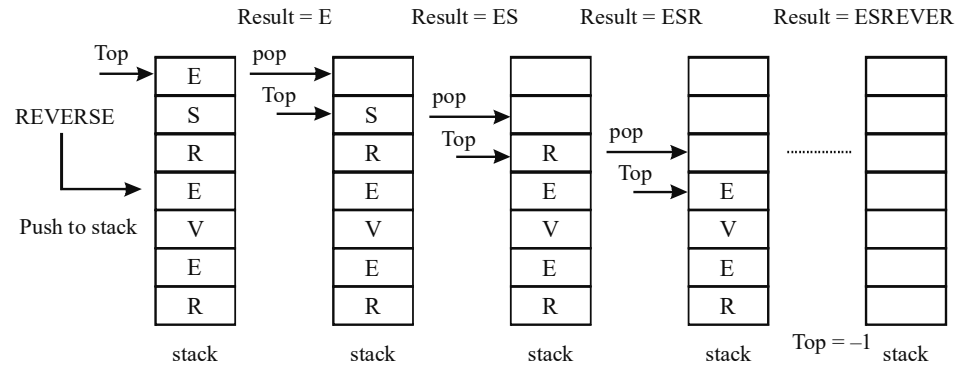 Result = E
Result = ES
Result = ESR
Result = ESREVER
Top
REVERSE
Push to stack
E
S
R
E
V
E
R
stack
pop
Top
S
R
E
V
E
R
stack
pop
Top
R
E
V
E
R
stack
pop
Top
E
V
E
R
stack
Top = –1
stack